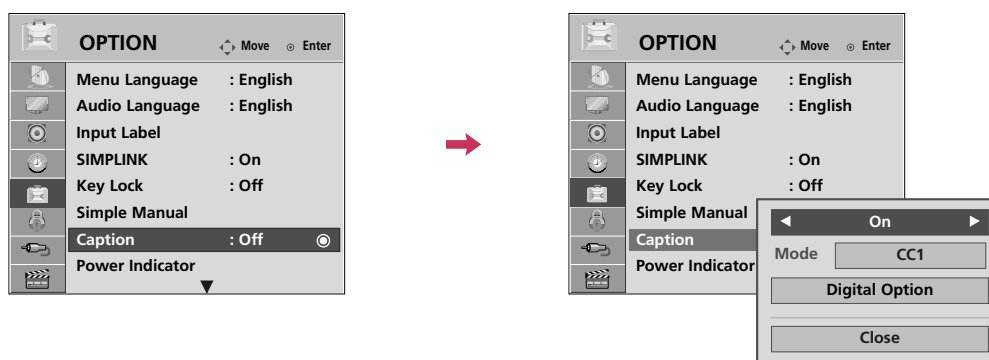 OPTION Move Enter
Menu Language : English
Audio Language : English
Input Label
SIMPLINK : On
Key Lock : Off
Simple Manual
Caption : Off
Power Indicator
OPTION Move Enter
Menu Language : English
Audio Language : English
Input Label
SIMPLINK : On
Key Lock : Off
Simple Manual
Caption
Power Indicator
On
Mode CC1
Digital Option
Close